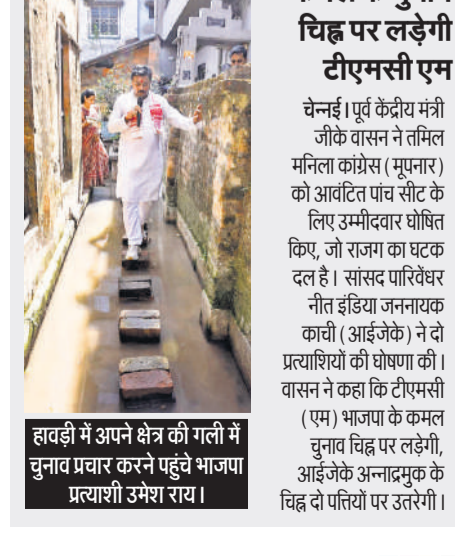 चिह्न पर लड़ेगी
टीएमसी एम
चेन्नई। पूर्व केंद्रीय मंत्री
जीके वासन ने तमिल
मनिला कांग्रेस (मूपनार)
को आवंटित पांच सीट के
लिए उम्मीदवार घोषित
किए, जो राजग का घटक
दल है। सांसद पारिवेंधर
नीत इंडिया जननायक
काची (आईजेके) ने दो
प्रत्याशियों की घोषणा की।
वासन ने कहा कि टीएमसी
(एम) भाजपा के कमल
चुनाव चिह्न पर लड़ेगी,
आईजेके अन्नाद्रमुक के
चिह्न दो पत्तियों पर उतरेगी।
हावड़ी में अपने क्षेत्र की गली में
चुनाव प्रचार करने पहुंचे भाजपा
प्रत्याशी उमेश राय।